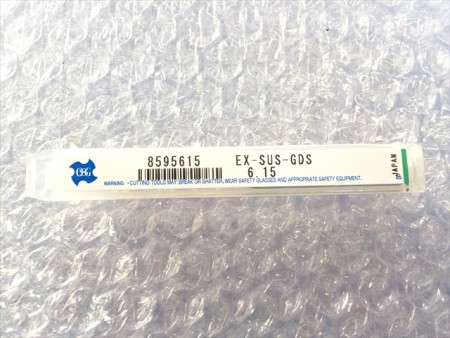 OSG
8595615 EX-SUS-GDS
6.15
WARNING • CUTTING TOOLS MAY BREAK OR SHATTER, WEAR SAFETY GLASSES AND APPROPRIATE SAFETY EQUIPMENT.
JAPAN